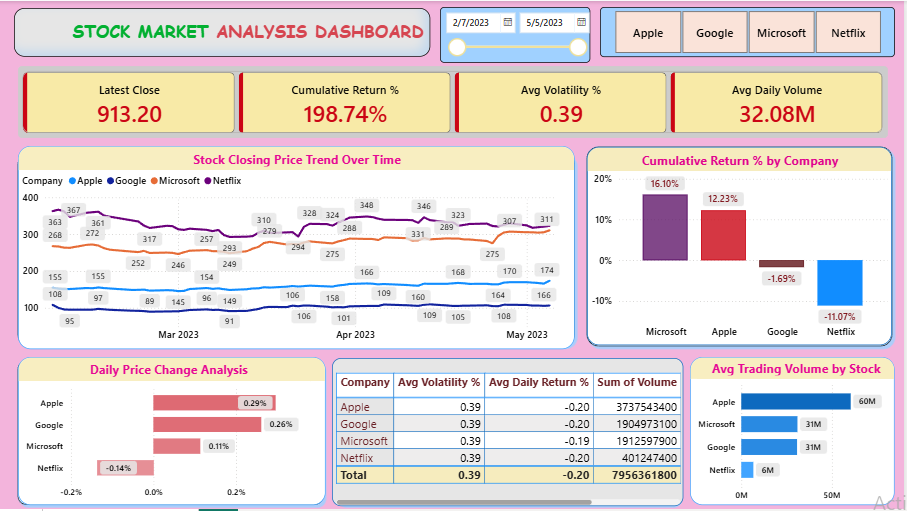 STOCK MARKET ANALYSIS DASHBOARD
2/7/2023 5/5/2023
Apple Google Microsoft Netflix
Latest Close
913.20
Cumulative Return %
198.74%
Avg Volatility %
0.39
Avg Daily Volume
32.08M
Stock Closing Price Trend Over Time
Company Apple Google Microsoft Netflix
400
300
200
100
363 367 361 317 257 293 310 328 324 348 346 323 307 311
268 272 252 246 249 279 294 275 288 331 289 275
155 155 154 166 168 170 174
108 97 89 145 96 149 106 158 109 160 164 166
95 91 106 101 109 105 108
Mar 2023 Apr 2023 May 2023
Cumulative Return % by Company
20%
10%
0%
-10%
16.10%
12.23%
-1.69%
-11.07%
Microsoft Apple Google Netflix
Daily Price Change Analysis
Apple 0.29%
Google 0.26%
Microsoft 0.11%
Netflix -0.14%
-0.2% 0.0% 0.2%
Company Avg Volatility % Avg Daily Return % Sum of Volume
Apple 0.39 -0.20 3737543400
Google 0.39 -0.20 1904973100
Microsoft 0.39 -0.19 1912597900
Netflix 0.39 -0.20 401247400
Total 0.39 -0.20 7956361800
Avg Trading Volume by Stock
Apple 60M
Microsoft 31M
Google 31M
Netflix 6M
0M 50M
Acti